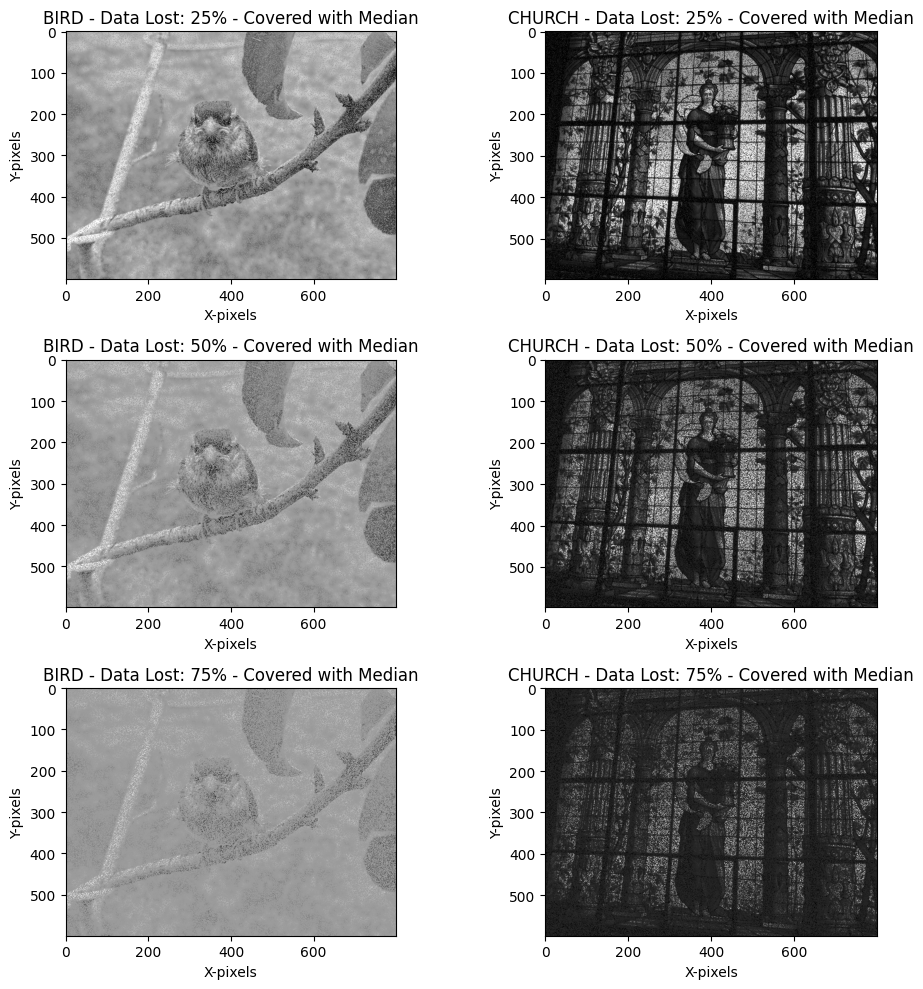 BIRD - Data Lost: 25% - Covered with Median
0
100
200
300
400
500
Y-pixels
0 200 400 600
X-pixels
CHURCH - Data Lost: 25% - Covered with Median
0
100
200
300
400
500
Y-pixels
0 200 400 600
X-pixels
BIRD - Data Lost: 50% - Covered with Median
0
100
200
300
400
500
Y-pixels
0 200 400 600
X-pixels
CHURCH - Data Lost: 50% - Covered with Median
0
100
200
300
400
500
Y-pixels
0 200 400 600
X-pixels
BIRD - Data Lost: 75% - Covered with Median
0
100
200
300
400
500
Y-pixels
0 200 400 600
X-pixels
CHURCH - Data Lost: 75% - Covered with Median
0
100
200
300
400
500
Y-pixels
0 200 400 600
X-pixels